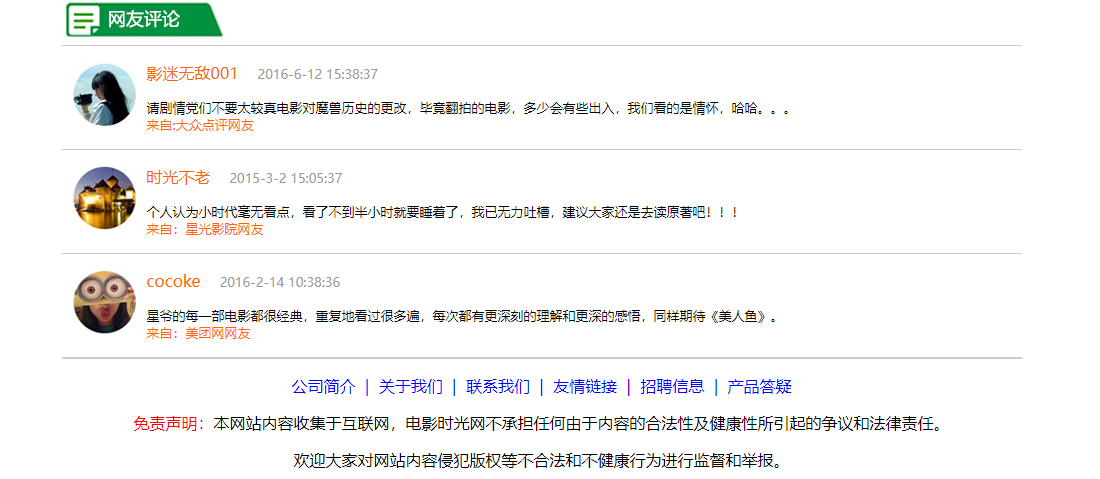 网友评论
影迷无敌001 2016-6-12 15:38:37
请剧情党们不要太较真电影对魔兽历史的更改，毕竟翻拍的电影，多少会有些出入，我们看的是情怀，哈哈。。。
来自:大众点评网友
时光不老 2015-3-2 15:05:37
个人认为小时代毫无看点，看了不到半小时就要睡着了，我已无力吐槽，建议大家还是去读原著吧！！！
来自：星光影院网友
cocoke 2016-2-14 10:38:36
星爷的每一部电影都很经典，重复地看过很多遍，每次都有更深刻的理解和更深的感悟，同样期待《美人鱼》。
来自：美团网网友
公司简介 | 关于我们 | 联系我们 | 友情链接 | 招聘信息 | 产品答疑
免责声明：本网站内容收集于互联网，电影时光网不承担任何由于内容的合法性及健康性所引起的争议和法律责任。
欢迎大家对网站内容侵犯版权等不合法和不健康行为进行监督和举报。